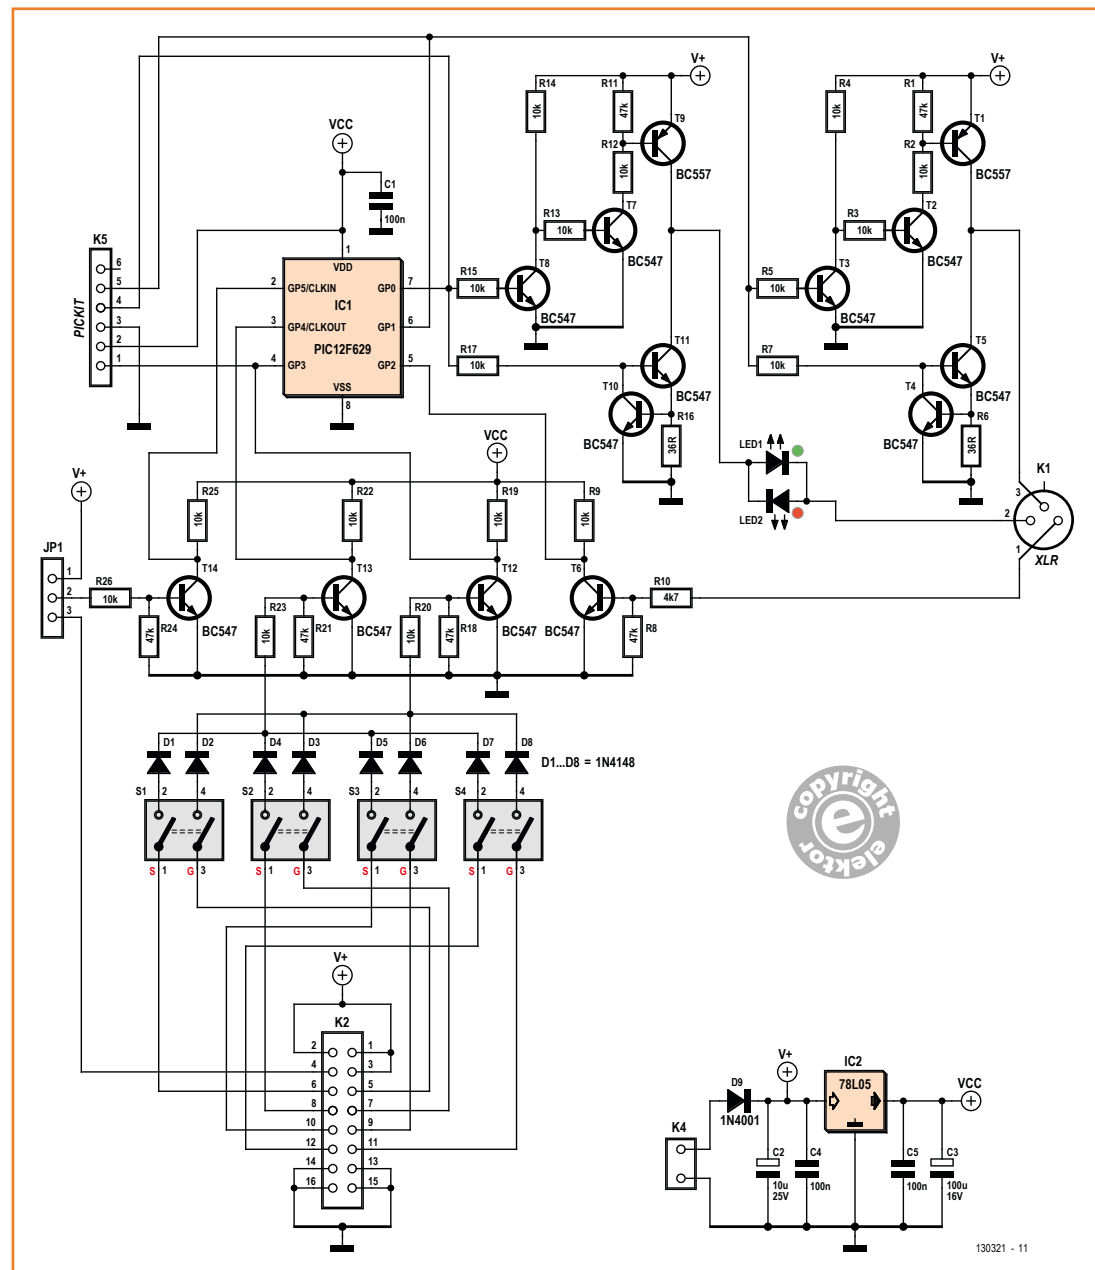 V+
V+
R14
10k
R11
47k
T9
R12
10k
BC557
R4
10k
R1
47k
T1
R2
10k
BC557
VCC
C1
100n
K5
6
5
4
3
2
1
PICKIT
1
VDD
2
GP5/CLKIN
GP0
7
IC1
3
GP4/CLKOUT
GP1
6
PIC12F629
4
GP3
GP2
5
VSS
8
R13
10k
T7
BC547
R15
10k
T8
BC547
R3
10k
T2
BC547
R5
10k
T3
BC547
R17
10k
T11
BC547
T10
BC547
R16
36R
R7
10k
T5
BC547
T4
BC547
R6
36R
LED1
LED2
K1
3
2
1
XLR
V+
VCC
R25
10k
R22
10k
R19
10k
R9
10k
JP1
1
2
3
R26
10k
T14
BC547
R24
47k
R23
10k
T13
BC547
R21
47k
R20
10k
T12
BC547
R18
47k
T6
BC547
R10
4k7
R8
47k
D1
D2
D4
D3
D5
D6
D7
D8
D1...D8 = 1N4148
S1
2
4
S2
2
4
S3
2
4
S4
2
4
S
1
G
3
S
1
G
3
S
1
G
3
S
1
G
3
copyright
e
elektor
V+
K2
2
1
4
3
6
5
8
7
10
9
12
11
14
13
16
15
V+
IC2
78L05
VCC
D9
1N4001
K4
C2
10u
25V
C4
100n
C5
100n
C3
100u
16V
130321 - 11